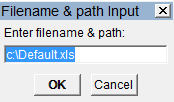 Filename & path Input
Enter filename & path:
c:\Default.xls
OK Cancel